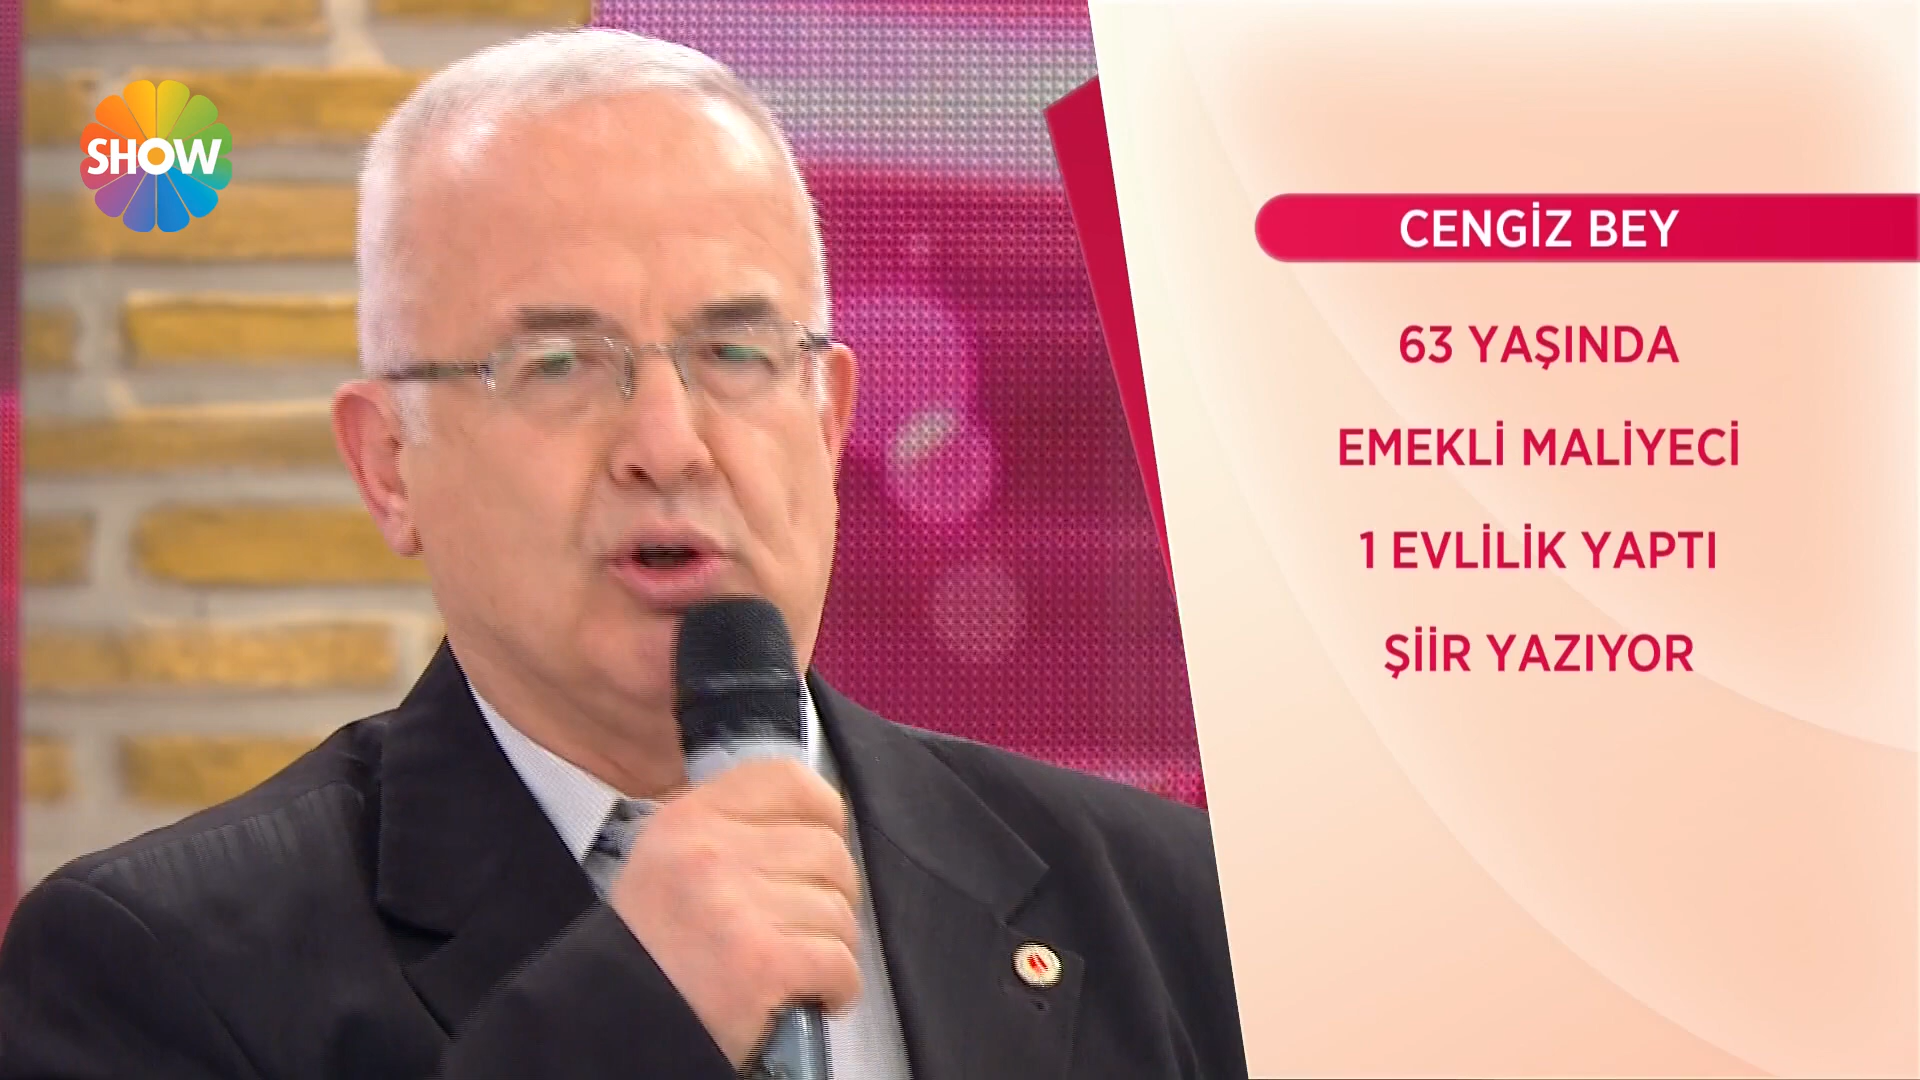 SHOW
CENGİZ BEY
63 YAŞINDA
EMEKLİ MALİYECİ
1 EVLİLİK YAPTI
ŞİİR YAZIYOR